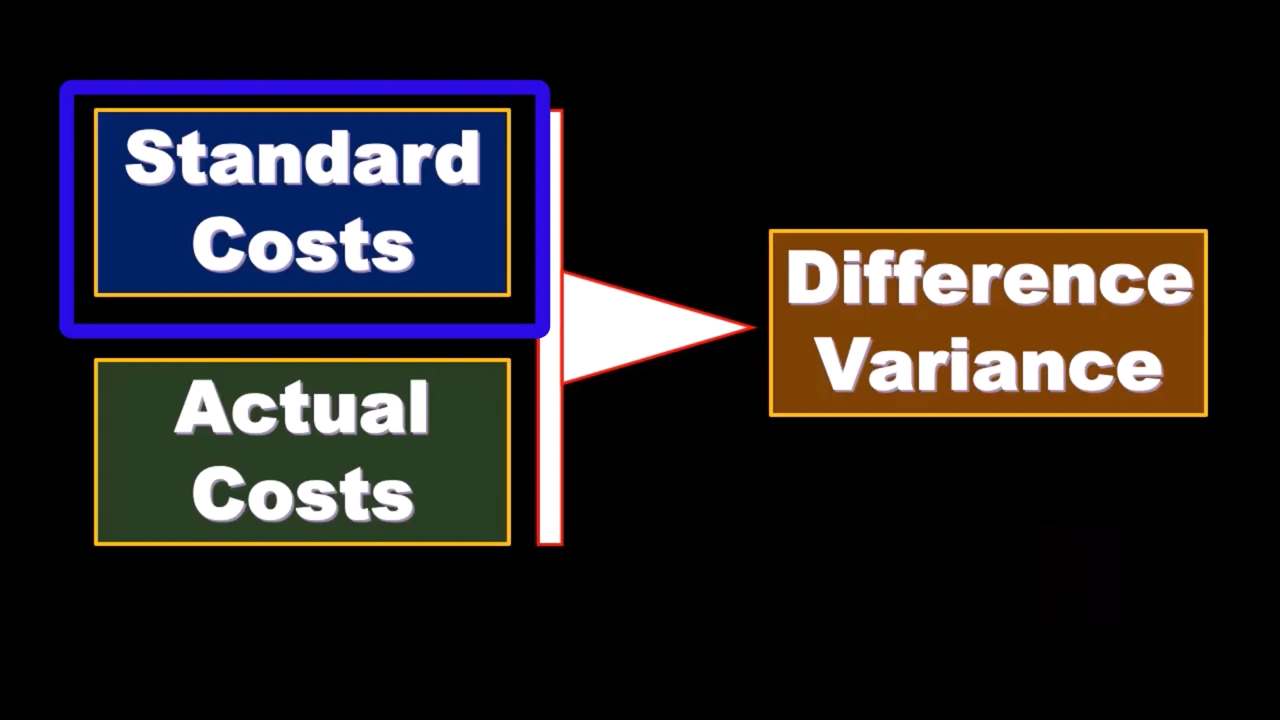 Standard
Costs
Actual
Costs
Difference
Variance